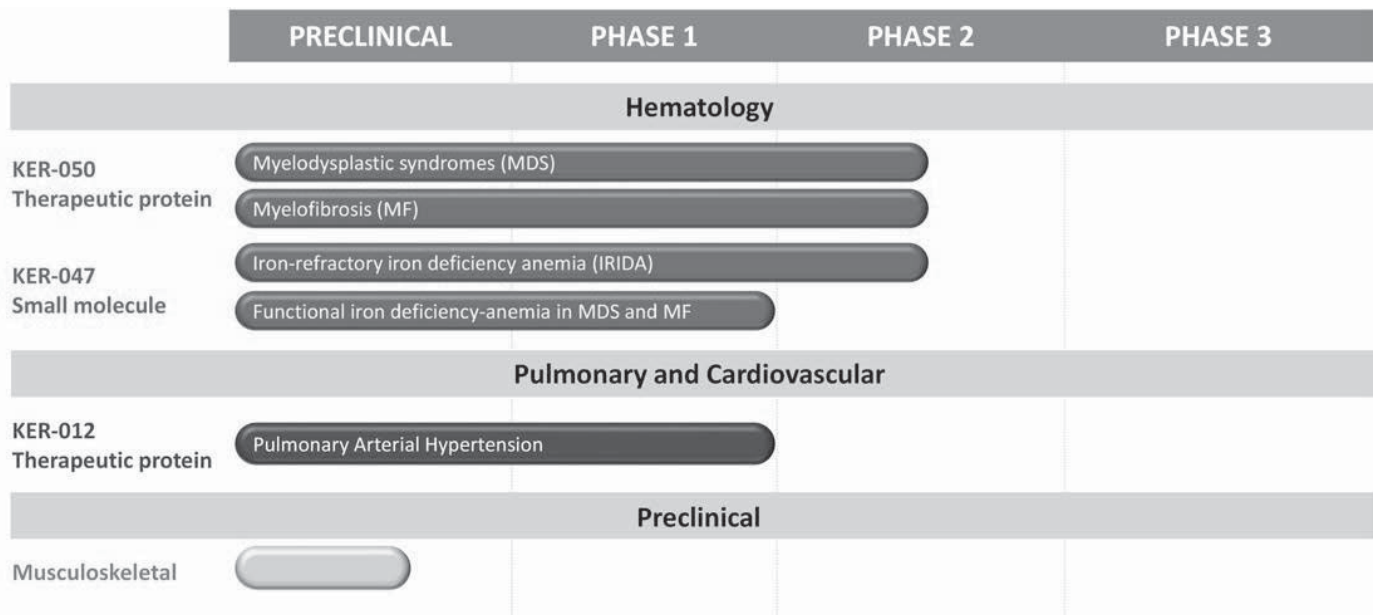 PRECLINICAL PHASE 1 PHASE 2 PHASE 3
Hematology
KER-050
Therapeutic protein
Myelodysplastic syndromes (MDS)
Myelofibrosis (MF)
KER-047
Small molecule
Iron-refractory iron deficiency anemia (IRIDA)
Functional iron deficiency-anemia in MDS and MF
Pulmonary and Cardiovascular
KER-012
Therapeutic protein
Pulmonary Arterial Hypertension
Preclinical
Musculoskeletal